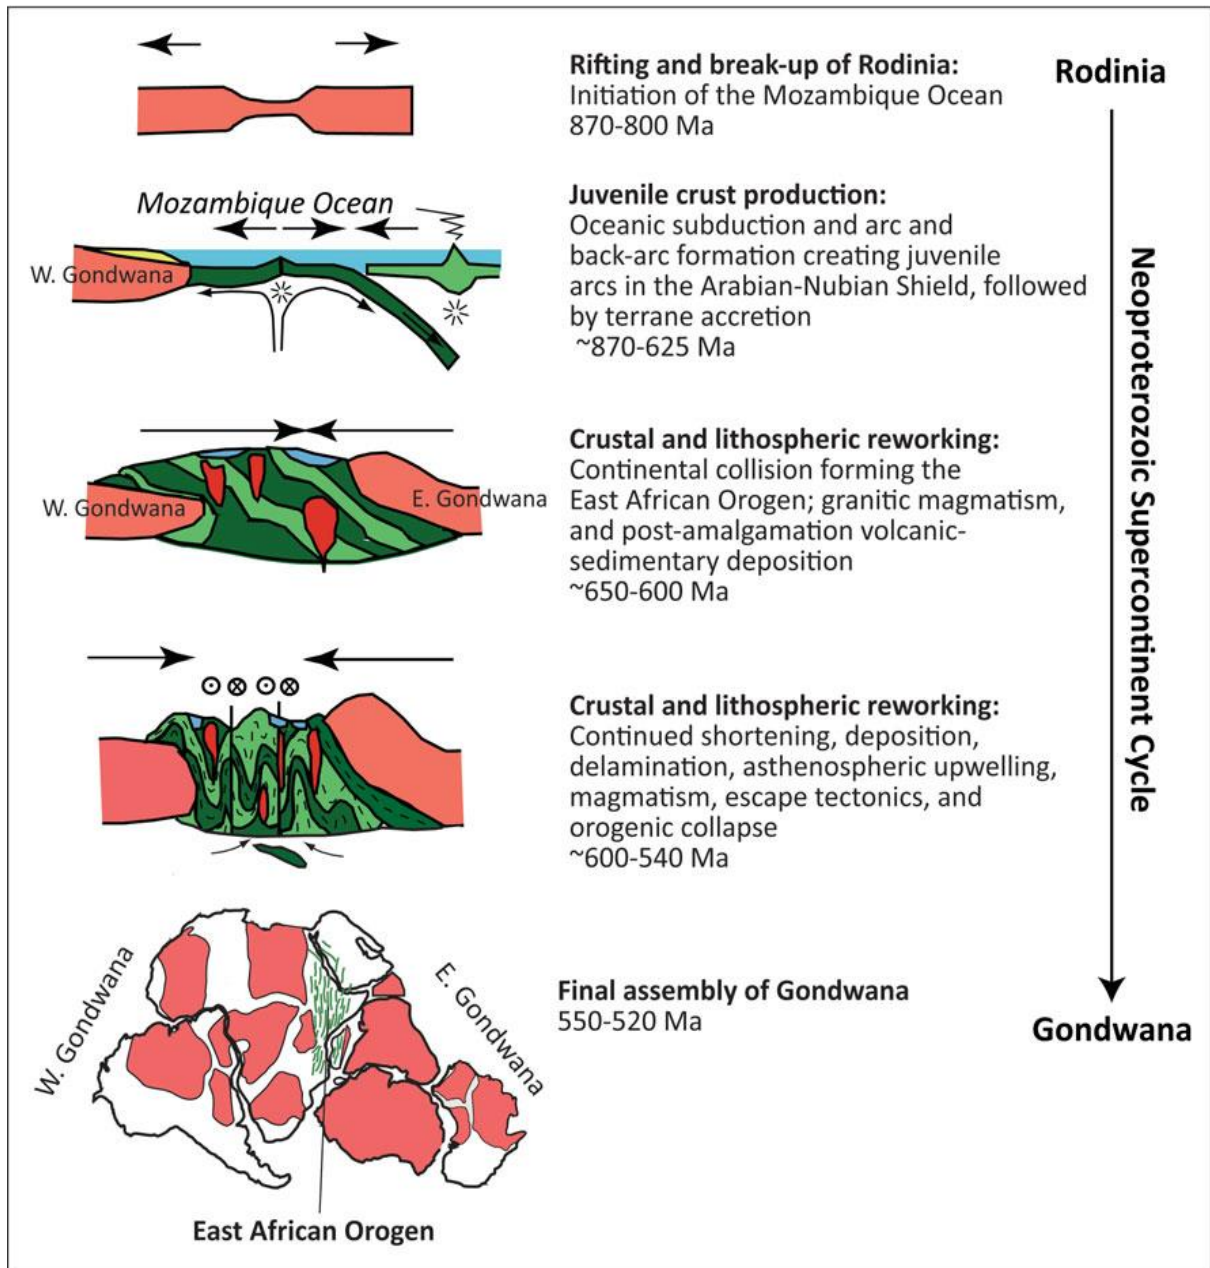 Rifting and break-up of Rodinia:
Initiation of the Mozambique Ocean
870-800 Ma
Rodinia
Mozambique Ocean
W. Gondwana
Juvenile crust production:
Oceanic subduction and arc and
back-arc formation creating juvenile
arcs in the Arabian-Nubian Shield, followed
by terrane accretion
~870-625 Ma
Neoproterozoic Supercontinent Cycle
W. Gondwana
E. Gondwana
Crustal and lithospheric reworking:
Continental collision forming the
East African Orogen; granitic magmatism,
and post-amalgamation volcanic-
sedimentary deposition
~650-600 Ma
Crustal and lithospheric reworking:
Continued shortening, deposition,
delamination, asthenospheric upwelling,
magmatism, escape tectonics, and
orogenic collapse
~600-540 Ma
W. Gondwana
E. Gondwana
East African Orogen
Final assembly of Gondwana
550-520 Ma
Gondwana